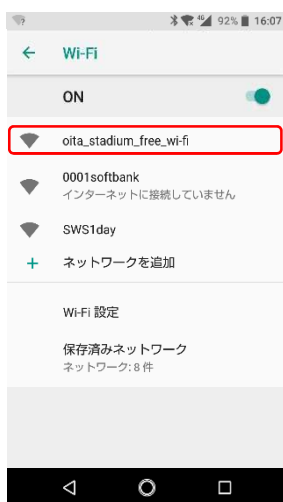 4G 92% 16:07
Wi-Fi
ON
oita_stadium_free_wi-fi
0001softbank
インターネットに接続していません
SWS1day
ネットワークを追加
Wi-Fi 設定
保存済みネットワーク
ネットワーク: 8 件